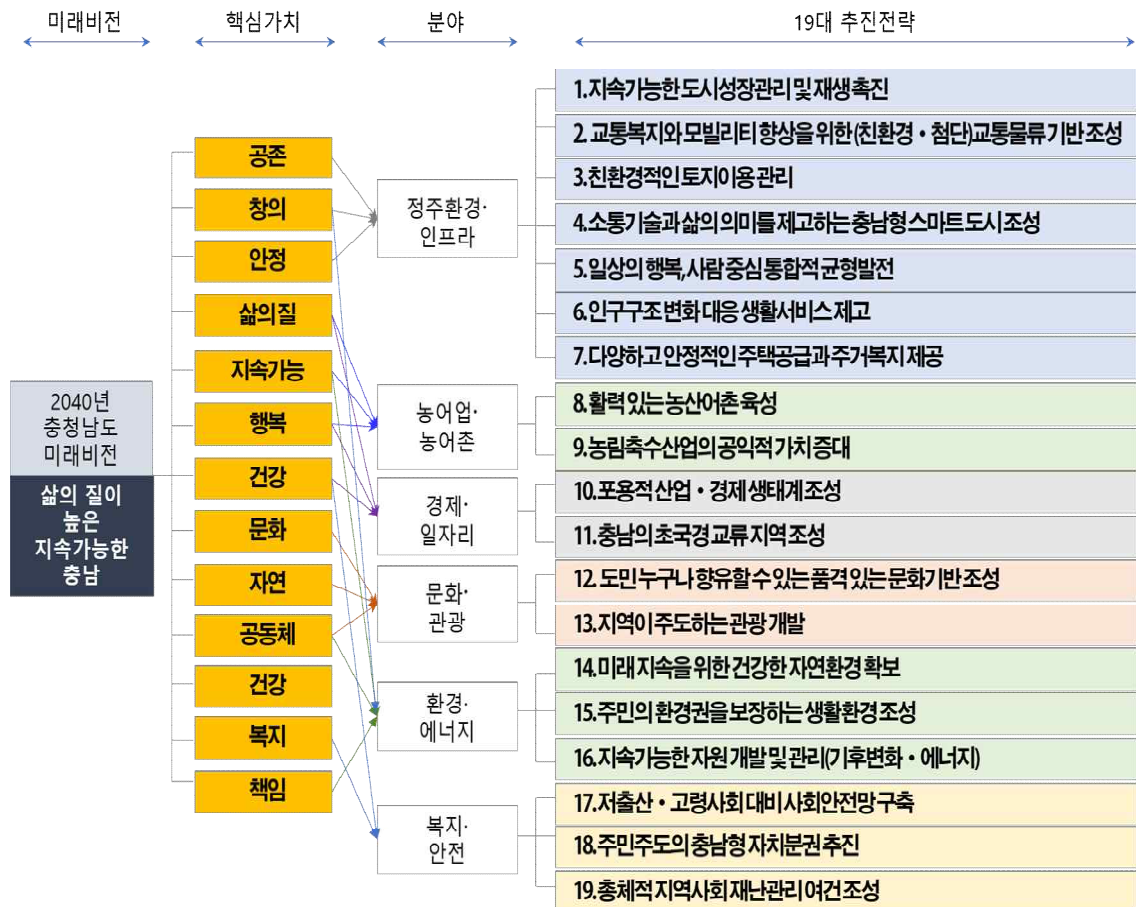 미래비전
핵심가치
분야
19대 추진전략
2040년
충청남도
미래비전
삶의 질이
높은
지속가능한
충남
공존
창의
안정
삶의질
지속가능
행복
건강
문화
자연
공동체
건강
복지
책임
정주환경·
인프라
농어업·
농어촌
경제·
일자리
문화·
관광
환경·
에너지
복지·
안전
1.지속가능한 도시성장관리 및 재생 촉진
2. 교통복지와 모빌리티 향상을 위한 (친환경·첨단)교통물류 기반 조성
3. 친환경적인 토지이용 관리
4. 소통기술과 삶의 의미를 제고하는 충남형 스마트 도시 조성
5. 일상의 행복, 사람 중심 통합적 균형발전
6. 인구구조 변화 대응 생활서비스 제고
7. 다양하고 안정적인 주택공급과 주거복지 제공
8. 활력 있는 농산어촌 육성
9. 농림축수산업의 공익적 가치 증대
10. 포용적 산업·경제 생태계 조성
11. 충남의 초국경 교류 지역 조성
12. 도민 누구나 향유할 수 있는 품격 있는 문화기반 조성
13. 지역이 주도하는 관광 개발
14. 미래 지속을 위한 건강한 자연환경 확보
15. 주민의 환경권을 보장하는 생활환경 조성
16. 지속가능한 자원 개발 및 관리(기후변화·에너지)
17. 저출산·고령사회 대비 사회안전망 구축
18. 주민주도의 충남형 자치분권 추진
19. 총체적 지역사회 재난관리 여건 조성